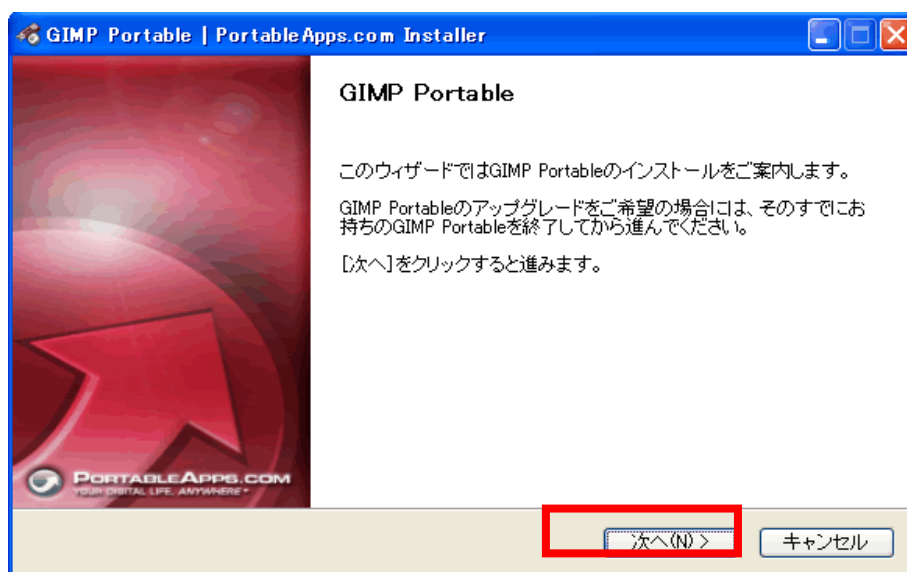 GIMP Portable | PortableApps.com Installer
GIMP Portable
このウィザードではGIMP Portableのインストールをご案内します。
GIMP Portableのアップグレードをご希望の場合には、そのすでにお
持ちのGIMP Portableを終了してから進んでください。
[次へ]をクリックすると進みます。
PORTABLEAPPS.COM
YOUR DIGITAL LIFE, ANYWHERE
次へ(N) >
キャンセル